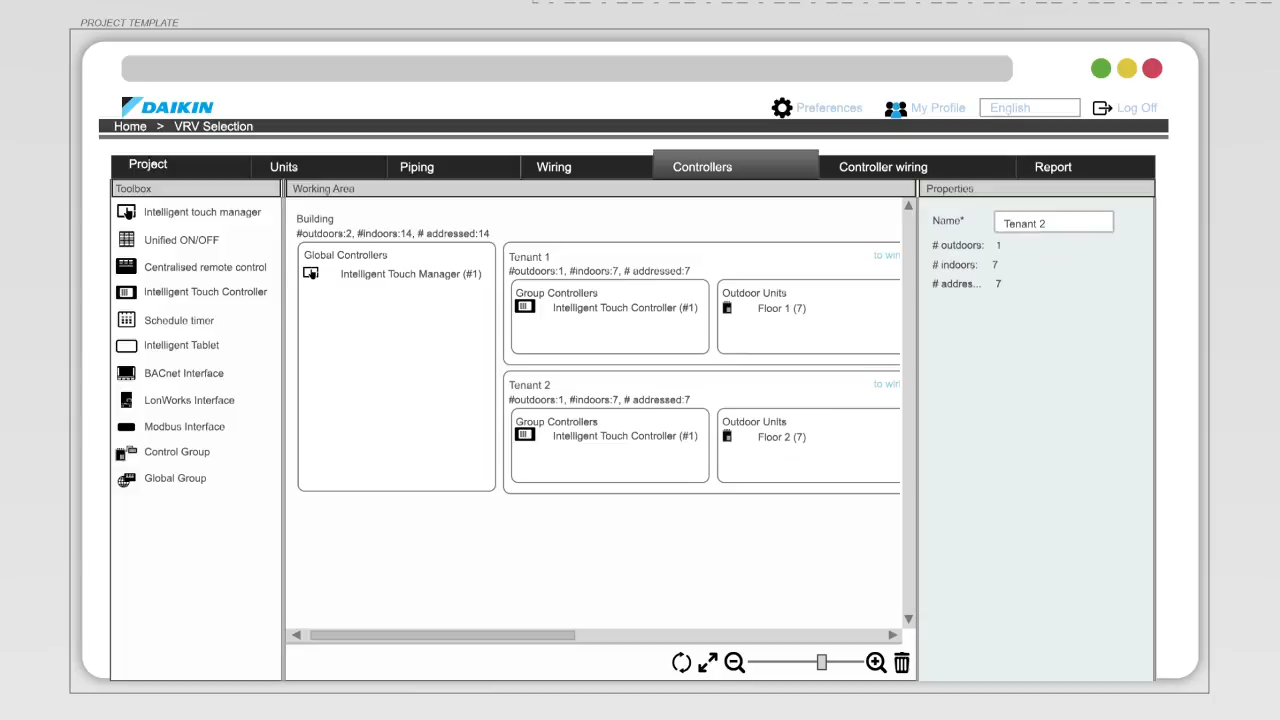 PROJECT TEMPLATE
DAIKIN
Preferences
My Profile
English
Log Off
Home > VRV Selection
Project
Units
Piping
Wiring
Controllers
Controller wiring
Report
Toolbox
Working Area
Properties
Intelligent touch manager
Unified ON/OFF
Centralised remote control
Intelligent Touch Controller
Schedule timer
Intelligent Tablet
BACnet Interface
LonWorks Interface
Modbus Interface
Control Group
Global Group
Building
#outdoors:2, #indoors:14, # addressed:14
Global Controllers
Intelligent Touch Manager (#1)
Tenant 1
to wiri
#outdoors:1, #indoors:7, # addressed:7
Group Controllers
Intelligent Touch Controller (#1)
Outdoor Units
Floor 1 (7)
Tenant 2
to wiri
#outdoors:1, #indoors:7, # addressed:7
Group Controllers
Intelligent Touch Controller (#1)
Outdoor Units
Floor 2 (7)
Name* Tenant 2
# outdoors: 1
# indoors: 7
# addres... 7